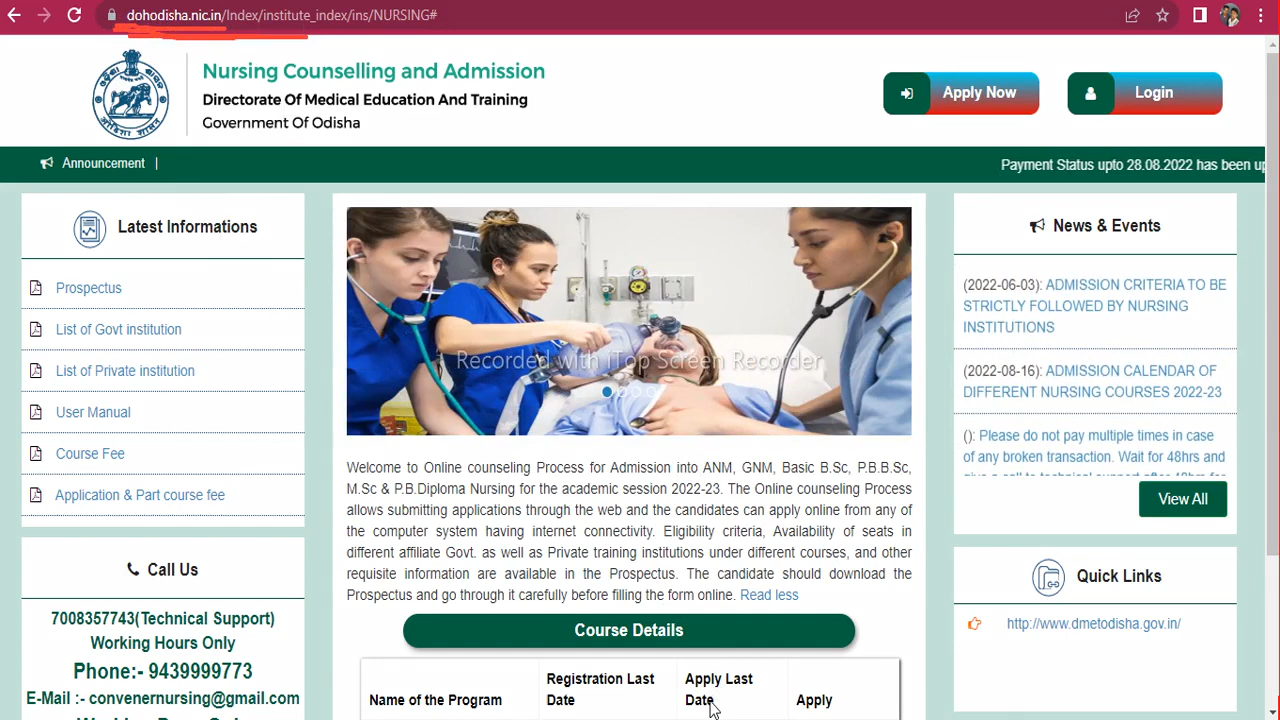 dohodisha.nic.in/Index/institute_index/ins/NURSING#
Nursing Counselling and Admission
Directorate Of Medical Education And Training
Government Of Odisha
Apply Now
Login
Announcement |
Payment Status upto 28.08.2022 has been up
Latest Informations
Prospectus
List of Govt institution
List of Private institution
User Manual
Course Fee
Application & Part course fee
Call Us
7008357743(Technical Support)
Working Hours Only
Phone:- 9439999773
E-Mail :- convenernursing@gmail.com
Recorded with iTop Screen Recorder
Welcome to Online counseling Process for Admission into ANM, GNM, Basic B.Sc, P.B.B.Sc,
M.Sc & P.B.Diploma Nursing for the academic session 2022-23. The Online counseling Process
allows submitting applications through the web and the candidates can apply online from any of
the computer system having internet connectivity. Eligibility criteria, Availability of seats in
different affiliate Govt. as well as Private training institutions under different courses, and other
requisite information are available in the Prospectus. The candidate should download the
Prospectus and go through it carefully before filling the form online. Read less
Course Details
Name of the Program
Registration Last
Date
Apply Last
Date
Apply
News & Events
(2022-06-03): ADMISSION CRITERIA TO BE
STRICTLY FOLLOWED BY NURSING
INSTITUTIONS
(2022-08-16): ADMISSION CALENDAR OF
DIFFERENT NURSING COURSES 2022-23
(): Please do not pay multiple times in case
of any broken transaction. Wait for 48hrs and
View All
Quick Links
http://www.dmetodisha.gov.in/